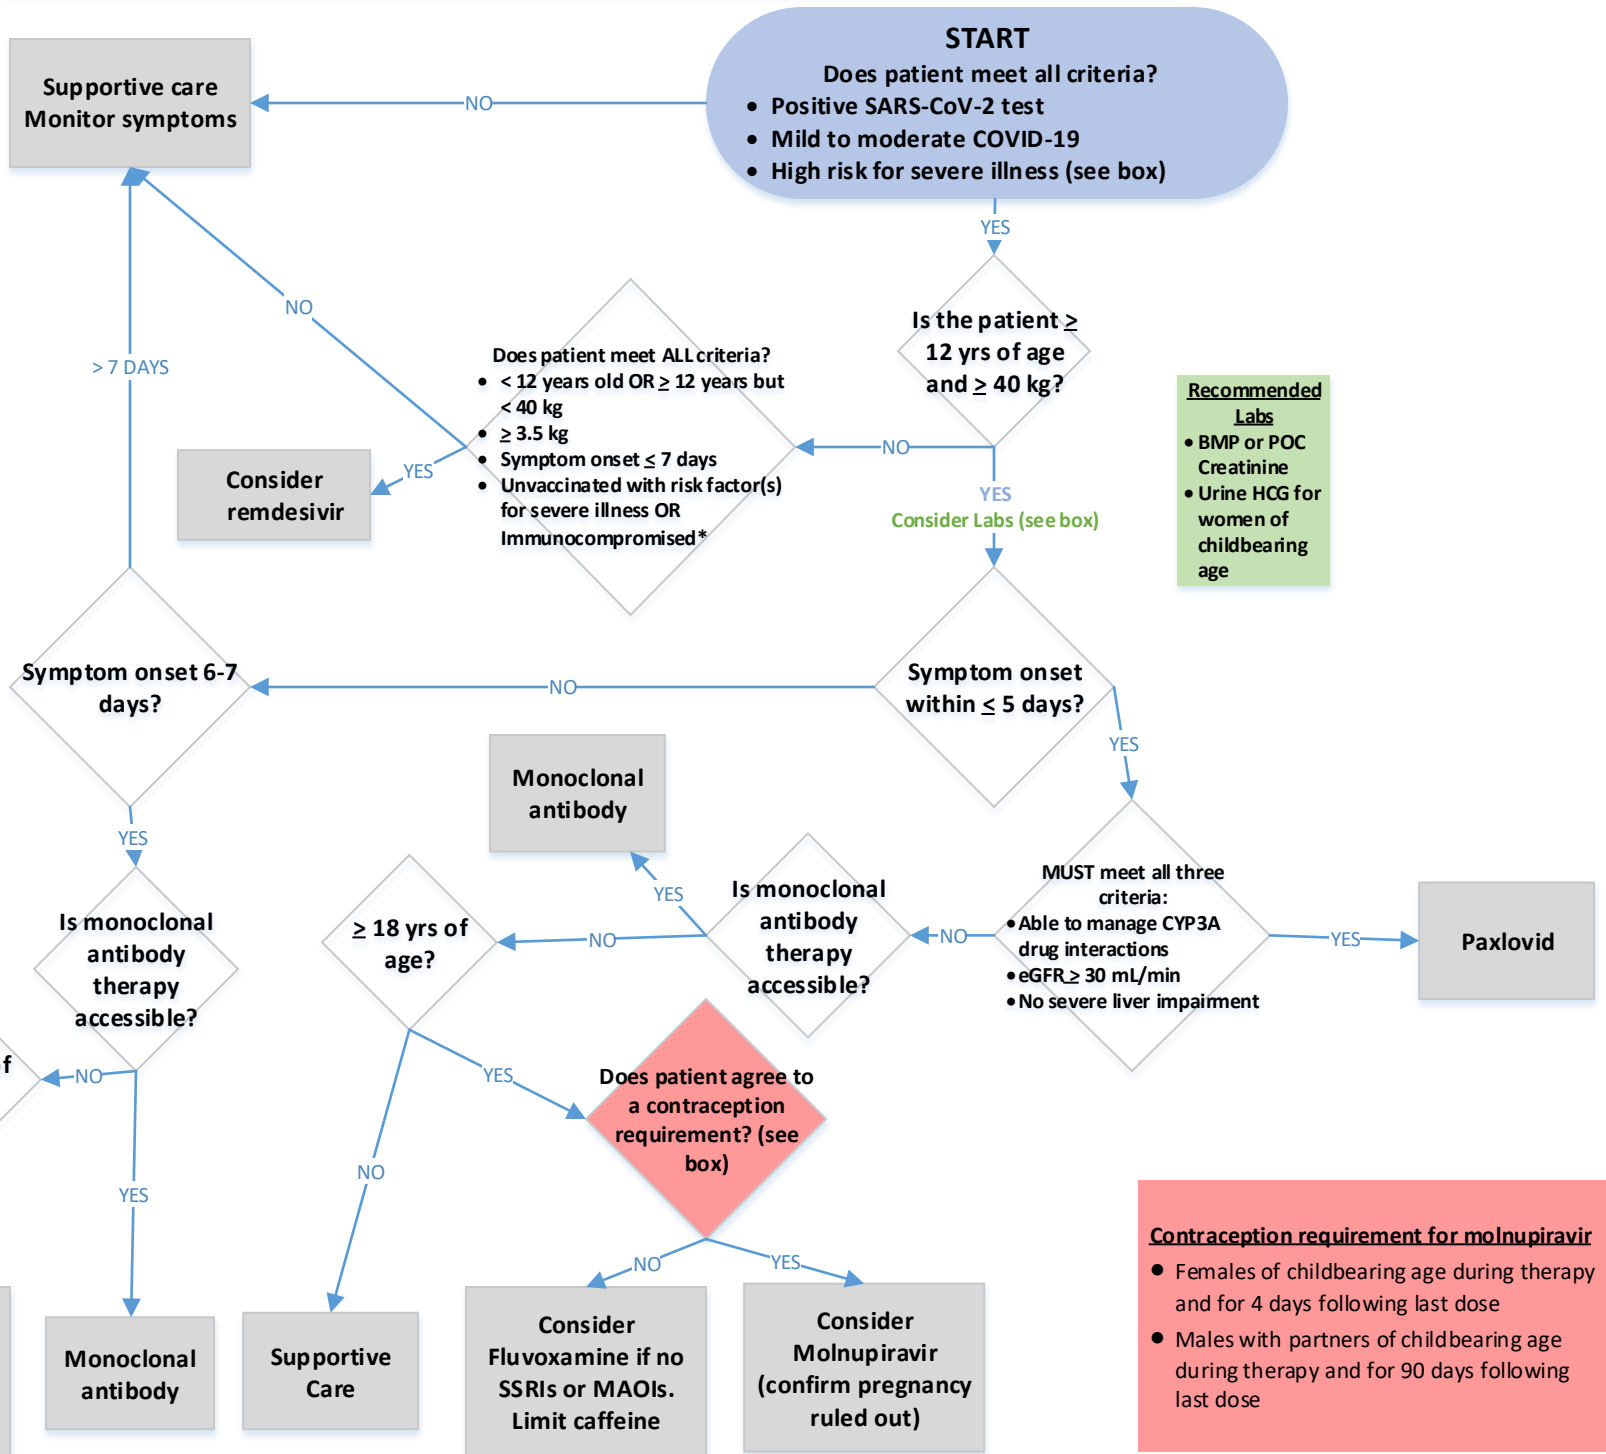 START
Does patient meet all criteria?
• Positive SARS-CoV-2 test
• Mild to moderate COVID-19
• High risk for severe illness (see box)
NO
Supportive care
Monitor symptoms
YES
Is the patient ≥
12 yrs of age
and ≥ 40 kg?
NO
Does patient meet ALL criteria?
• < 12 years old OR ≥ 12 years but
< 40 kg
• ≥ 3.5 kg
• Symptom onset ≤ 7 days
• Unvaccinated with risk factor(s)
for severe illness OR
Immunocompromised*
NO
YES
Consider
remdesivir
> 7 DAYS
YES
Consider Labs (see box)
Recommended
Labs
• BMP or POC
Creatinine
• Urine HCG for
women of
childbearing
age
Symptom onset
within ≤ 5 days?
NO
Symptom onset 6-7
days?
YES
YES
MUST meet all three
criteria:
• Able to manage CYP3A
drug interactions
• eGFR ≥ 30 mL/min
• No severe liver impairment
YES
Paxlovid
NO
Is monoclonal
antibody
therapy
accessible?
YES
Monoclonal
antibody
NO
≥ 18 yrs of
age?
Is monoclonal
antibody
therapy
accessible?
of
NO
YES
Monoclonal
antibody
NO
Supportive
Care
YES
Does patient agree to
a contraception
requirement? (see
box)
NO
YES
Consider
Fluvoxamine if no
SSRIs or MAOIs.
Limit caffeine
Consider
Molnupiravir
(confirm pregnancy
ruled out)
Contraception requirement for molnupiravir
• Females of childbearing age during therapy
and for 4 days following last dose
• Males with partners of childbearing age
during therapy and for 90 days following
last dose